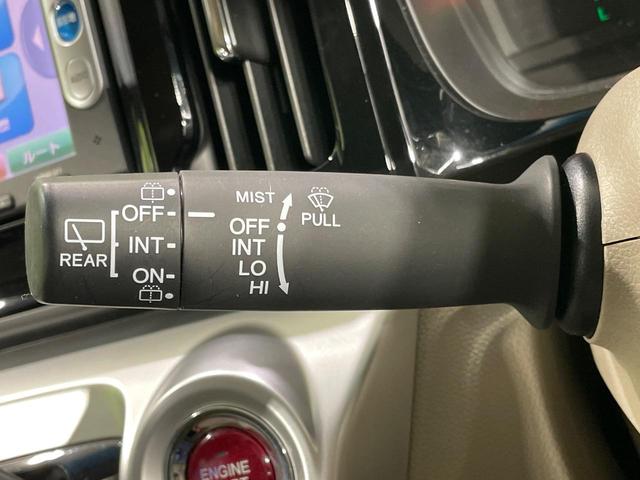 ルート
REAR
OFF
INT
ON
MIST
OFF
INT
LO
HI
PULL
ENGINE